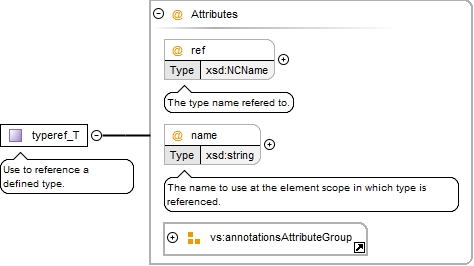 Attributes
@ ref
Type xsd:NCName
The type name refered to.
typeref_T
Use to reference a
defined type.
@ name
Type xsd:string
The name to use at the element scope in which type is
referenced.
vs:annotationsAttributeGroup